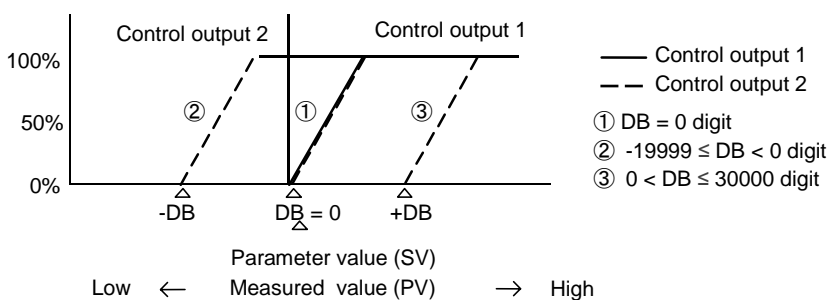 Control output 2
Control output 1
100%
50%
0%
②
①
③
-DB
DB = 0
+DB
Parameter value (SV)
Low ← Measured value (PV) → High
Control output 1
Control output 2
① DB = 0 digit
② -19999 ≤ DB < 0 digit
③ 0 < DB ≤ 30000 digit